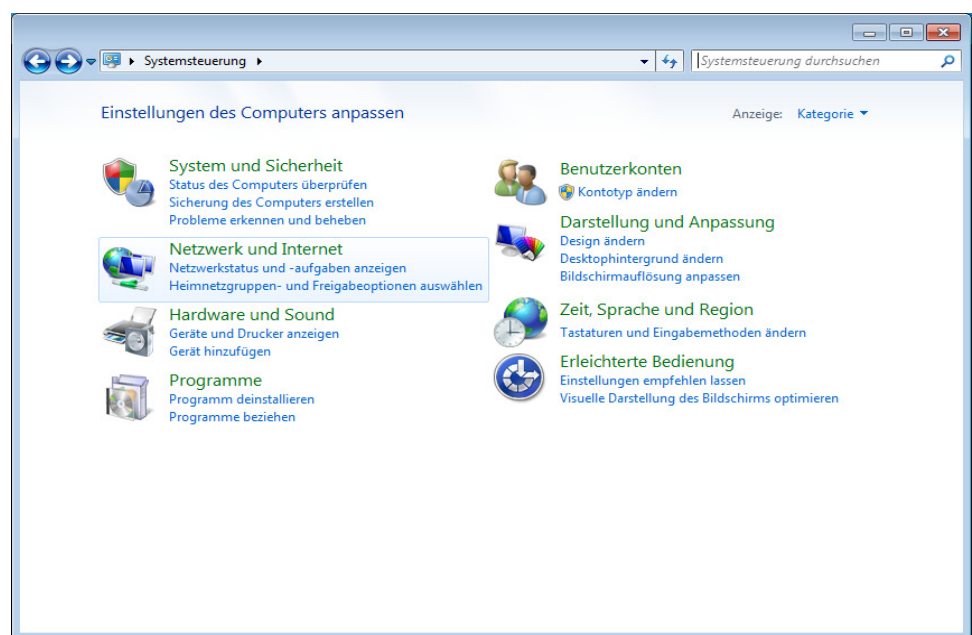 Systemsteuerung
Systemsteuerung durchsuchen
Einstellungen des Computers anpassen
Anzeige: Kategorie
System und Sicherheit
Status des Computers überprüfen
Sicherung des Computers erstellen
Probleme erkennen und beheben
Netzwerk und Internet
Netzwerkstatus und -aufgaben anzeigen
Heimnetzgruppen- und Freigabeoptionen auswählen
Hardware und Sound
Geräte und Drucker anzeigen
Gerät hinzufügen
Programme
Programm deinstallieren
Programme beziehen
Benutzerkonten
Kontotyp ändern
Darstellung und Anpassung
Design ändern
Desktophintergrund ändern
Bildschirmauflösung anpassen
Zeit, Sprache und Region
Tastaturen und Eingabemethoden ändern
Erleichterte Bedienung
Einstellungen empfehlen lassen
Visuelle Darstellung des Bildschirms optimieren